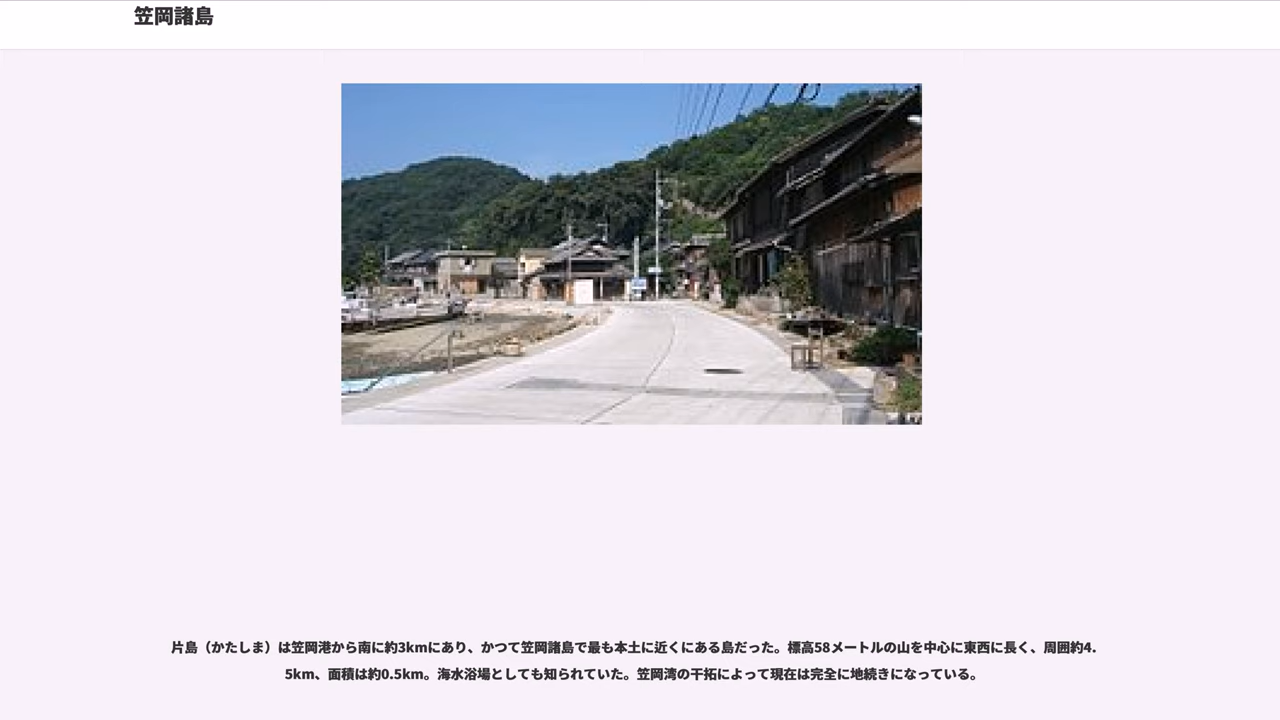 笠岡諸島
片島（かたしま）は笠岡港から南に約3kmにあり、かつて笠岡諸島で最も本土に近くにある島だった。標高58メートルの山を中心に東西に長く、周囲約4.
5km、面積は約0.5km。海水浴場としても知られていた。笠岡湾の干拓によって現在は完全に地続きになっている。